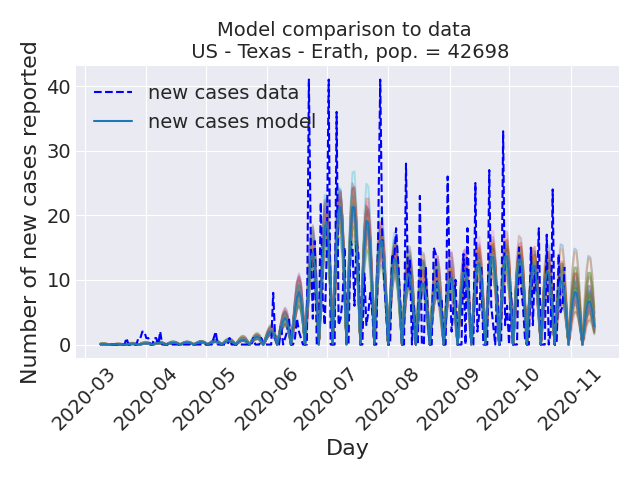 Model comparison to data
US - Texas - Erath, pop. = 42698
Number of new cases reported
40
30
20
10
0
new cases data
new cases model
2020-03
2020-04
2020-05
2020-06
2020-07
2020-08
2020-09
2020-10
2020-11
Day